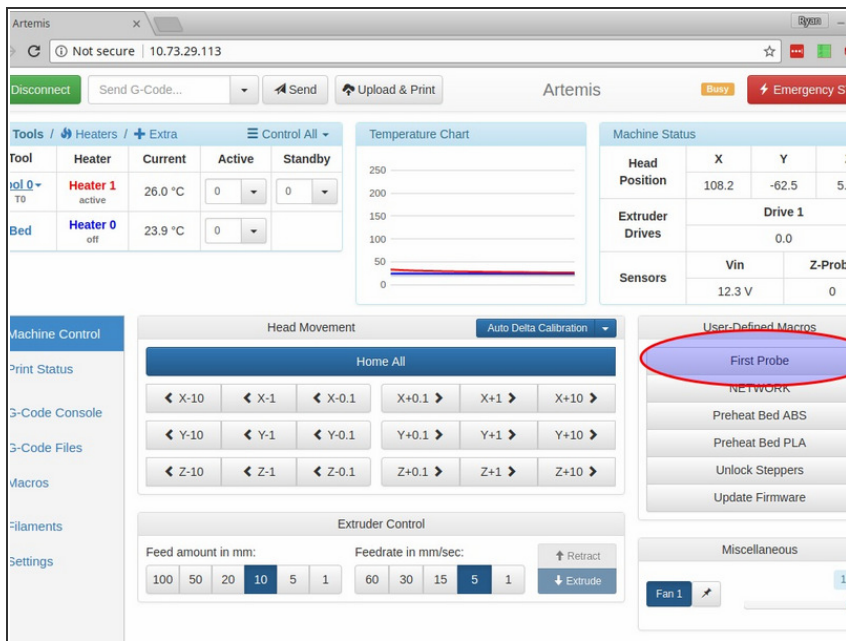 Artemis
Ryan
Not secure 10.73.29.113
Disconnect Send G-Code... Send Upload & Print Artemis Busy Emergency S
Tools / Heaters / Extra Control All
Temperature Chart
Machine Status
Tool Heater Current Active Standby
ool 0 Heater 1 26.0 °C 0 0
T0 active
Bed Heater 0 23.9 °C 0
off
250
200
150
100
50
0
Head Position X Y
108.2 -62.5 5.
Extruder Drives Drive 1
0.0
Sensors Vin Z-Prob
12.3 V 0
Machine Control
Print Status
G-Code Console
G-Code Files
Macros
Filaments
Settings
Head Movement Auto Delta Calibration
Home All
X-10 X-1 X-0.1 X+0.1 X+1 X+10
Y-10 Y-1 Y-0.1 Y+0.1 Y+1 Y+10
Z-10 Z-1 Z-0.1 Z+0.1 Z+1 Z+10
Extruder Control
Feed amount in mm: Feedrate in mm/sec:
100 50 20 10 5 1 60 30 15 5 1
Retract
Extrude
User-Defined Macros
First Probe
NETWORK
Preheat Bed ABS
Preheat Bed PLA
Unlock Steppers
Update Firmware
Miscellaneous
Fan 1 1